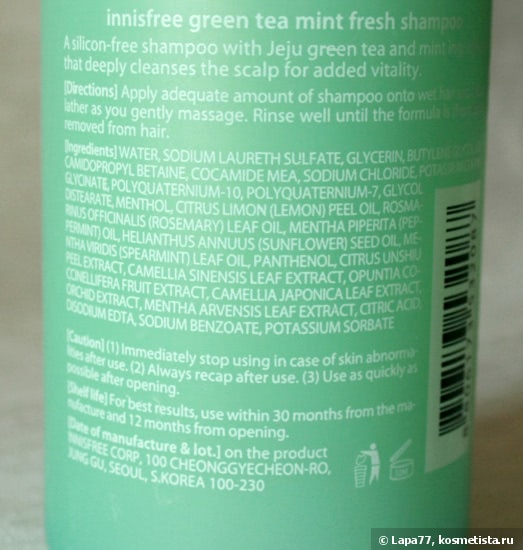 innisfree green tea mint fresh shampoo
A silicon-free shampoo with Jeju green tea and mint
that deeply cleanses the scalp for added vitality.
[Directions] Apply adequate amount of shampoo onto wet hair
lather as you gently massage. Rinse well until the formula is
removed from hair.
[Ingredients] WATER, SODIUM LAURETH SULFATE, GLYCERIN, BUTYLENE
CAMIDOPROPYL BETAINE, COCAMIDE MEA, SODIUM CHLORIDE,
GLYCINATE, POLYQUATERNIUM-10, POLYQUATERNIUM-7, GLYCOL
DISTEARATE, MENTHOL, CITRUS LIMON (LEMON) PEEL OIL, ROSMA-
RINUS OFFICINALIS (ROSEMARY) LEAF OIL, MENTHA PIPERITA (PEP-
PERMINT) OIL, HELIANTHUS ANNUUS (SUNFLOWER) SEED OIL, ME-
NTHA VIRIDIS (SPEARMINT) LEAF OIL, PANTHENOL, CITRUS UNSHIU
PEEL EXTRACT, CAMELLIA SINENSIS LEAF EXTRACT, OPUNTIA CO-
CONELLIFERA FRUIT EXTRACT, CAMELLIA JAPONICA LEAF EXTRACT,
ORCHID EXTRACT, MENTHA ARVENSIS LEAF EXTRACT, CITRIC ACID,
DISODIUM EDTA, SODIUM BENZOATE, POTASSIUM SORBATE
[Caution] (1) Immediately stop using in case of skin abnorma-
lities after use. (2) Always recap after use. (3) Use as quickly as
possible after opening.
[Shelf life] For best results, use within 30 months from the ma-
nufacture and 12 months from opening.
[Date of manufacture & lot.] on the product
INNISFREE CORP, 100 CHEONGGYECHEON-RO,
JUNG GU, SEOUL, S.KOREA 100-230
12M
© Lapa77, kosmetista.ru